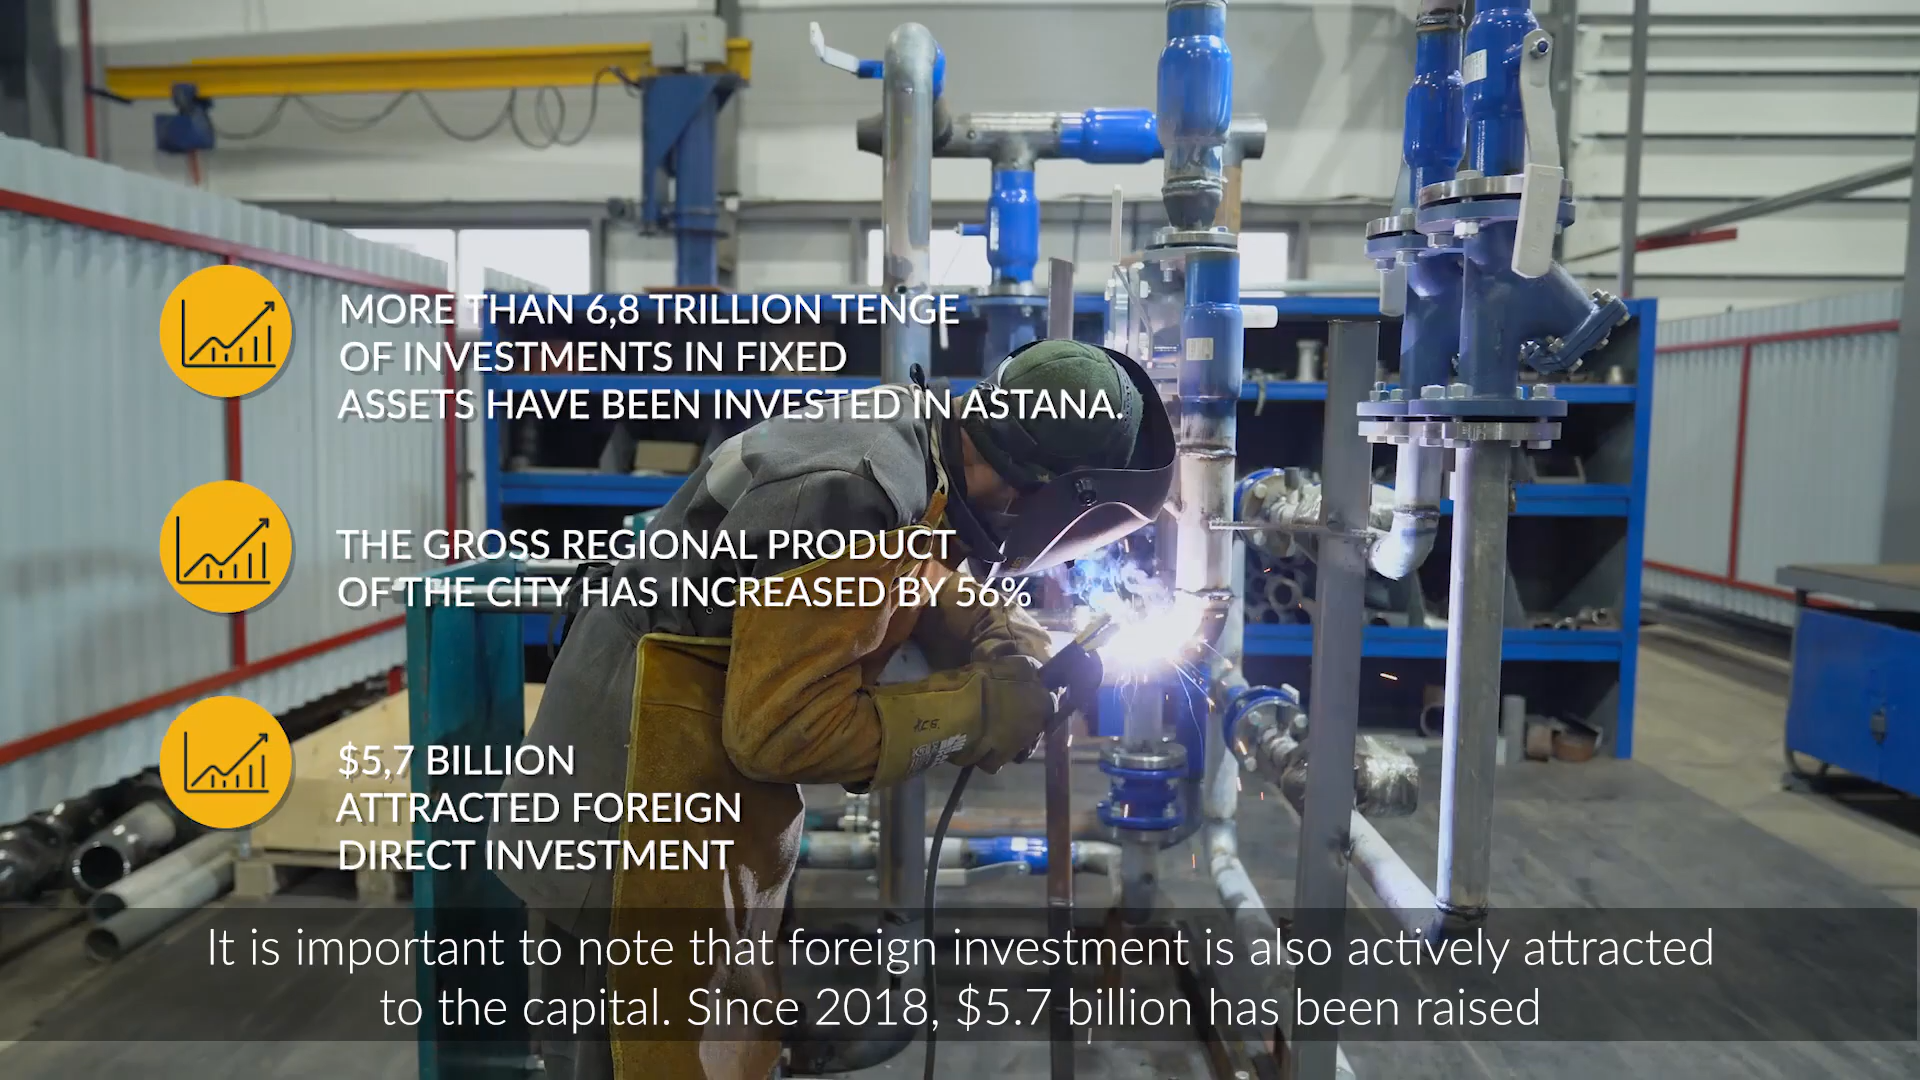 MORE THAN 6,8 TRILLION TENGE
OF INVESTMENTS IN FIXED
ASSETS HAVE BEEN INVESTED IN ASTANA.
THE GROSS REGIONAL PRODUCT
OF THE CITY HAS INCREASED BY 56%
$5,7 BILLION
ATTRACTED FOREIGN
DIRECT INVESTMENT
It is important to note that foreign investment is also actively attracted
to the capital. Since 2018, $5.7 billion has been raised